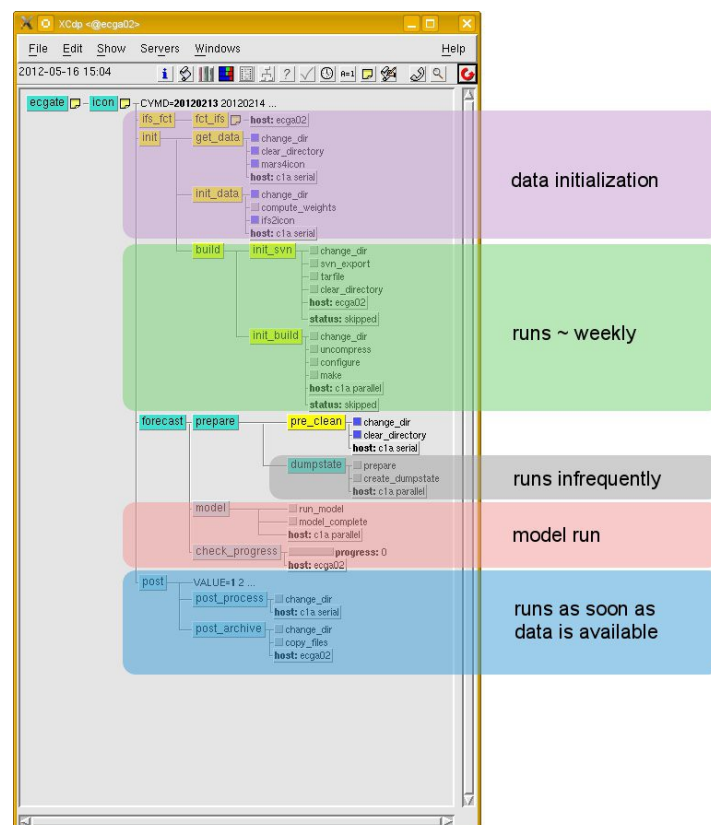 XCdp <@ecga02>
File Edit Show Servers Windows Help
2012-05-16 15:04
ecgate icon CYMD=20120213 20120214 ...
ifs_fct fct_ifs host: ecga02
init get_data change_dir
clear_directory
mars4icon
host: c1a serial
data initialization
init_data change_dir
compute_weights
ifs2icon
host: c1a serial
build init_svn change_dir
svn_export
tarfile
clear_directory
host: ecga02
status: skipped
runs ~ weekly
init_build change_dir
uncompress
configure
make
host: c1a parallel
status: skipped
forecast prepare pre_clean change_dir
clear_directory
host: c1a serial
dumpstate prepare
create_dumpstate
host: c1a parallel
runs infrequently
model run_model
model_complete
host: c1a parallel
model run
check_progress progress: 0
host: ecga02
post VALUE=1 2 ...
post_process change_dir
host: c1a serial
runs as soon as
data is available
post_archive change_dir
copy_files
host: ecga02